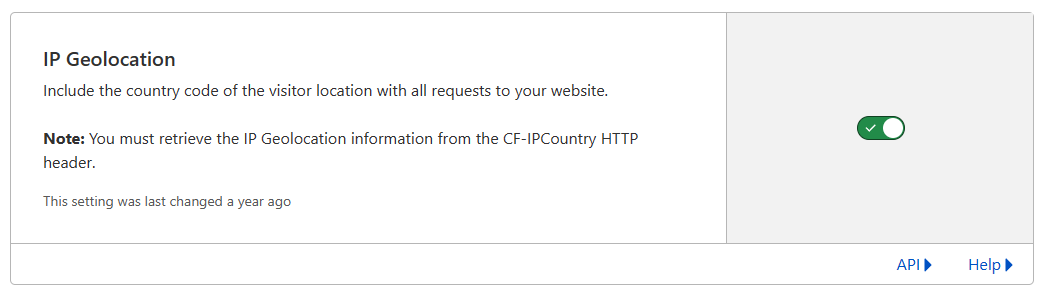 IP Geolocation
Include the country code of the visitor location with all requests to your website.
Note: You must retrieve the IP Geolocation information from the CF-IPCountry HTTP
header.
This setting was last changed a year ago
API
Help